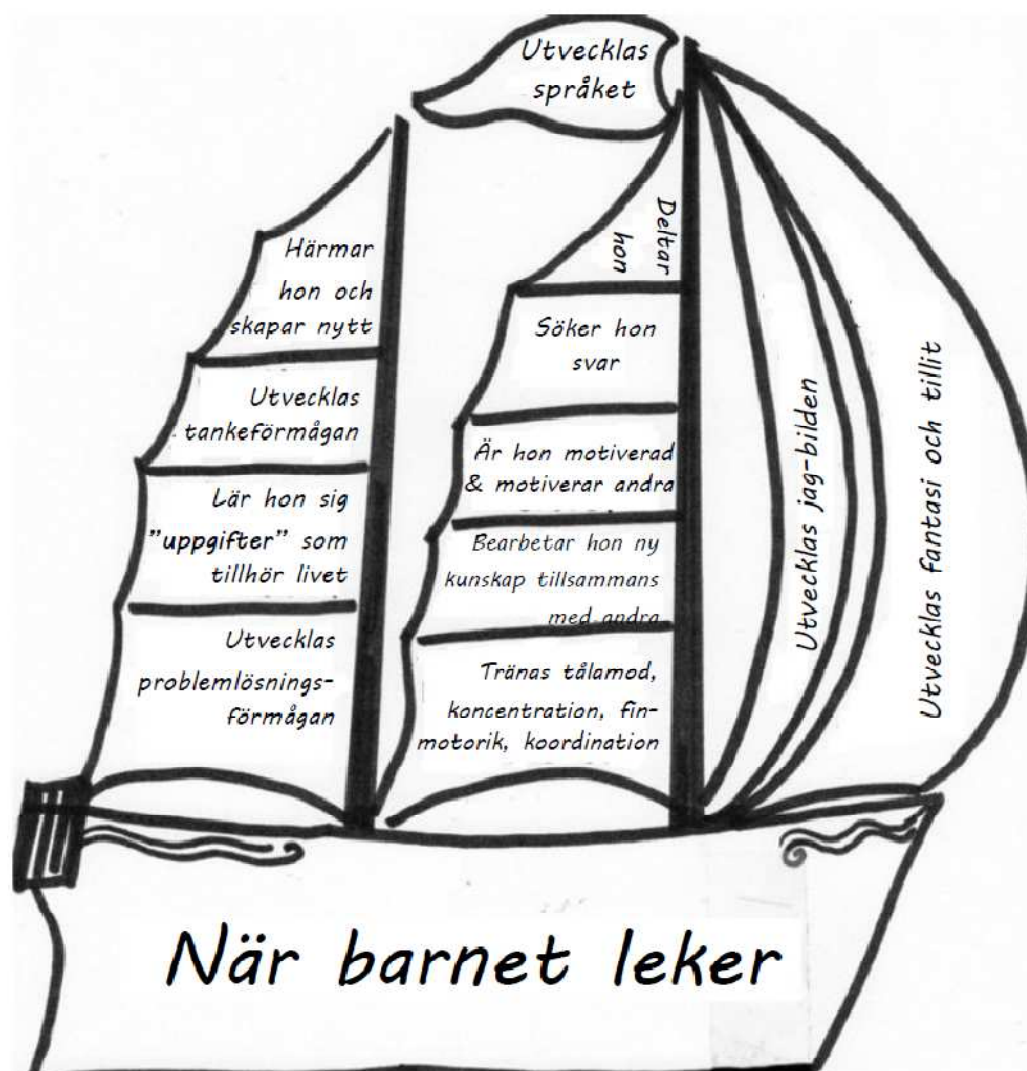 Utvecklas
språket
Härmar
hon och
skapar nytt
Utvecklas
tankeförmågan
Lär hon sig
"uppgifter" som
tillhör livet
Utvecklas
problemlösnings-
förmågan
Deltar
hon
Söker hon
svar
Är hon motiverad
& motiverar andra
Bearbetar hon ny
kunskap tillsammans
med andra
Tränas tålamod,
koncentration, fin-
motorik, koordination
Utvecklas jag-bilden
Utvecklas fantasi och tillit
När barnet leker